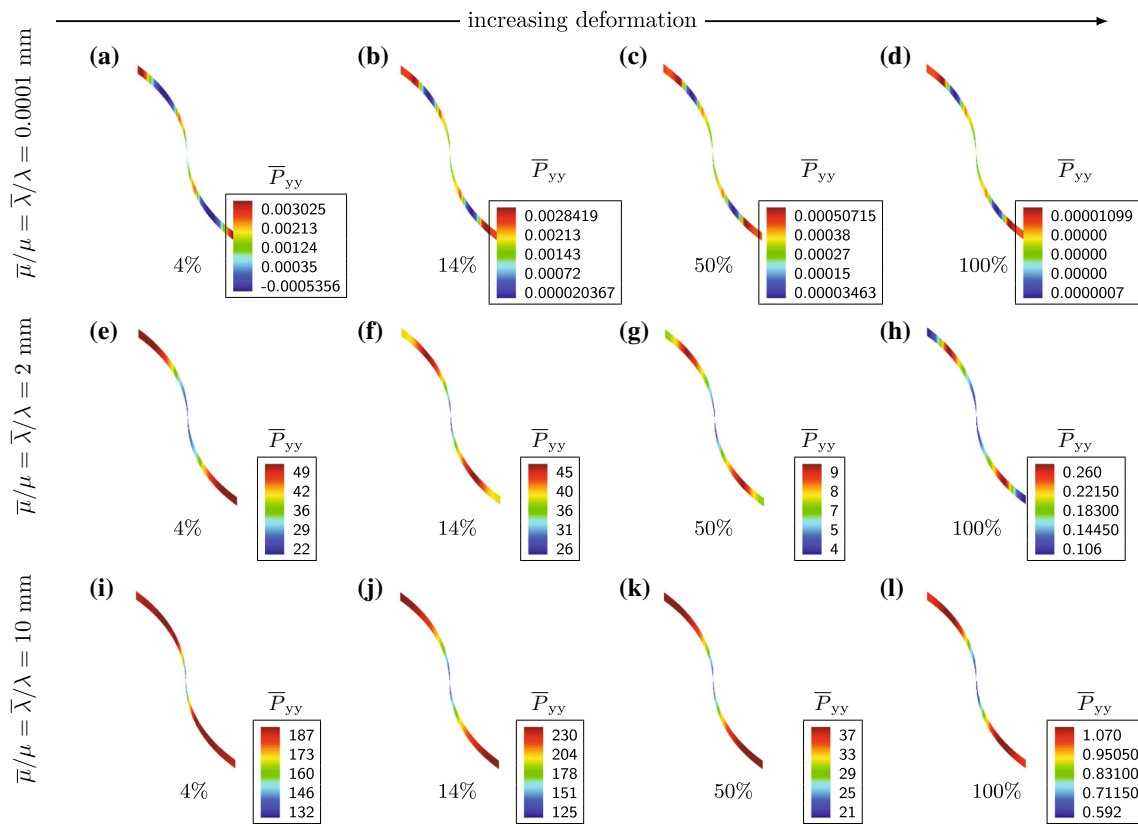 increasing deformation
μ̅/μ = λ̅/λ = 0.0001 mm
(a)
P̅yy
0.003025
0.00213
0.00124
0.00035
-0.0005356
4%
(b)
P̅yy
0.0028419
0.00213
0.00143
0.00072
0.000020367
14%
(c)
P̅yy
0.00050715
0.00038
0.00027
0.00015
0.00003463
50%
(d)
P̅yy
0.00001099
0.00000
0.00000
0.00000
0.0000007
100%
μ̅/μ = λ̅/λ = 2 mm
(e)
P̅yy
49
42
36
29
22
4%
(f)
P̅yy
45
40
36
31
26
14%
(g)
P̅yy
9
8
7
5
4
50%
(h)
P̅yy
0.260
0.22150
0.18300
0.14450
0.106
100%
μ̅/μ = λ̅/λ = 10 mm
(i)
P̅yy
187
173
160
146
132
4%
(j)
P̅yy
230
204
178
151
125
14%
(k)
P̅yy
37
33
29
25
21
50%
(l)
P̅yy
1.070
0.95050
0.83100
0.71150
0.592
100%